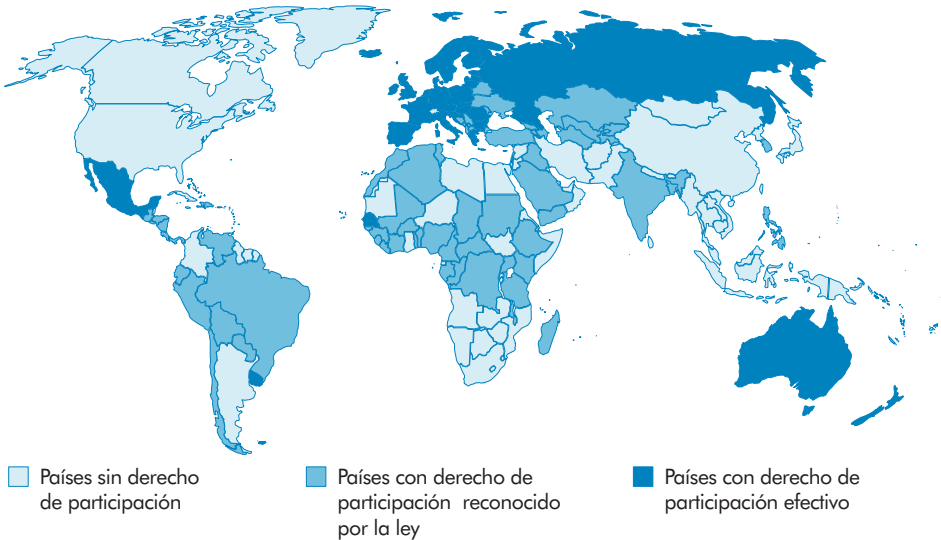 Países sin derecho
de participación
Países con derecho de
participación reconocido
por la ley
Países con derecho de
participación efectivo